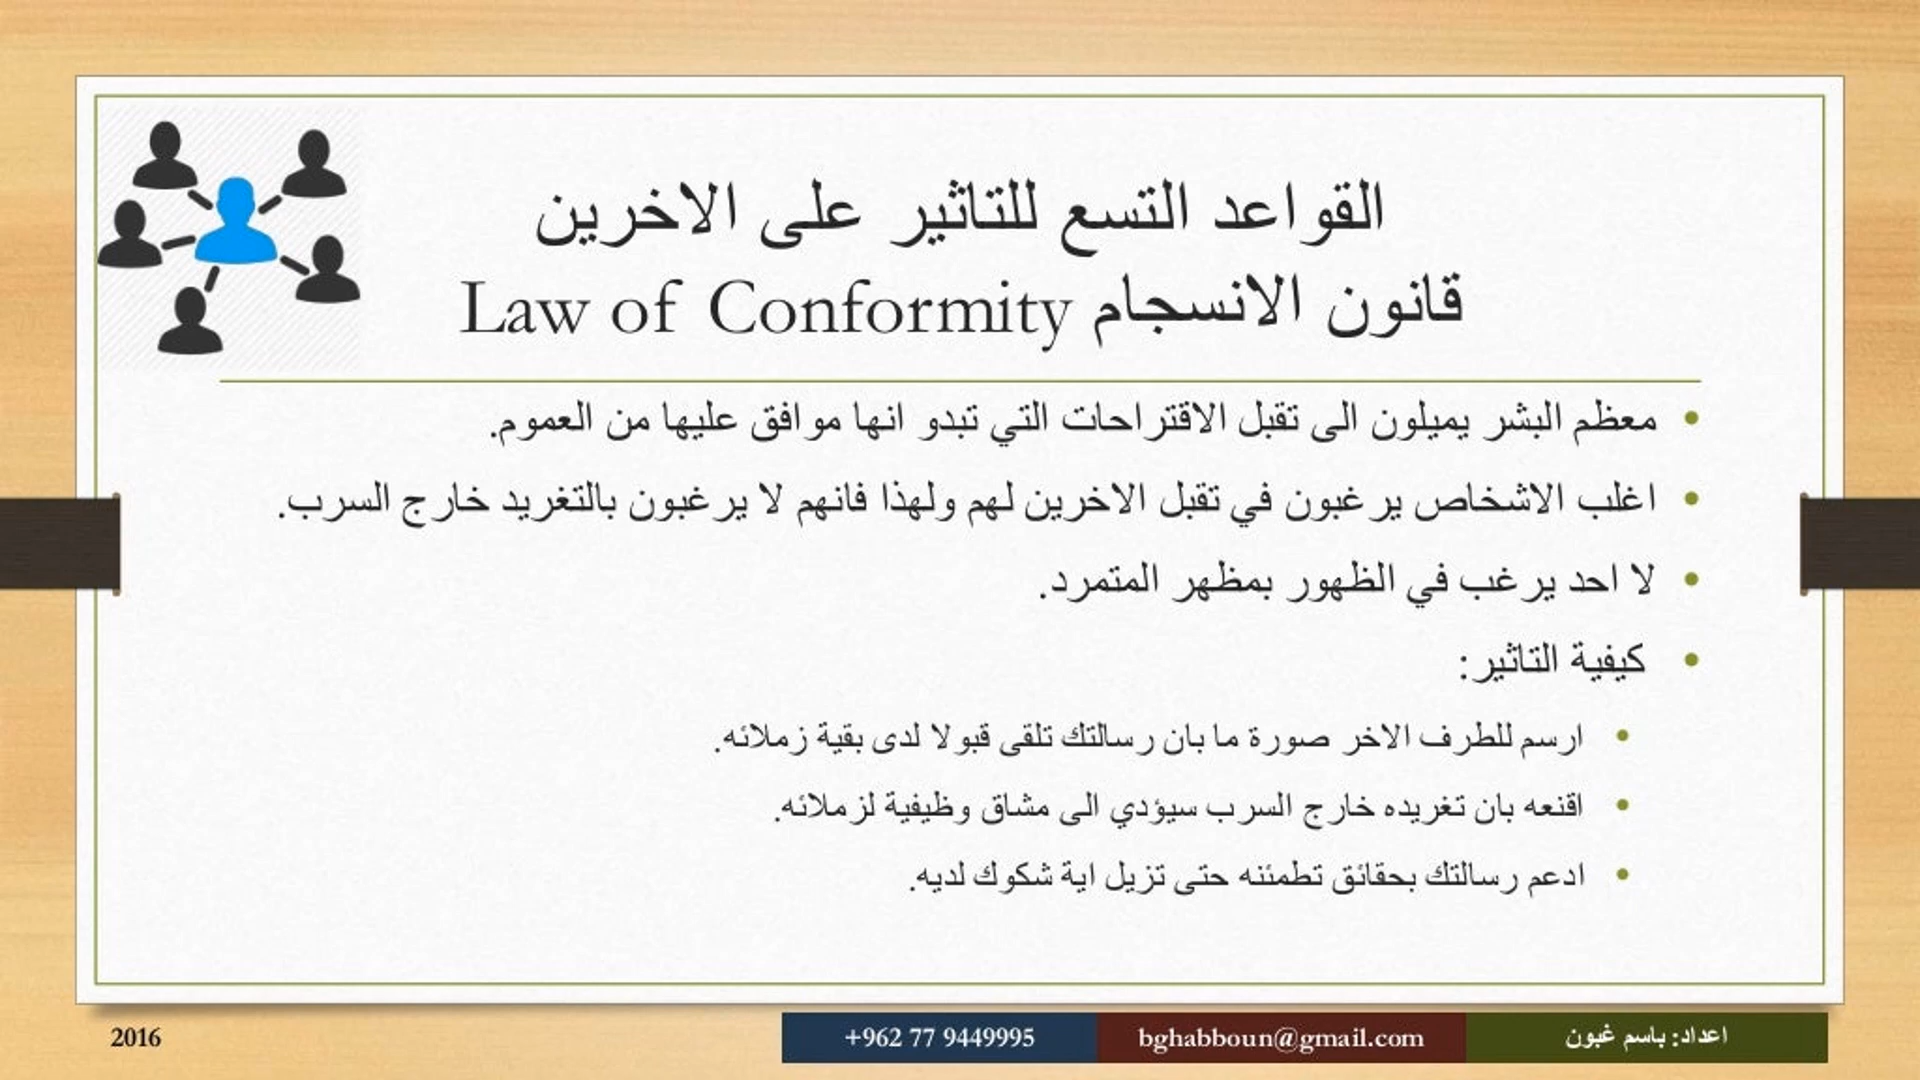 القواعد التسع للتاثير على الاخرين
قانون الانسجام Law of Conformity
معظم البشر يميلون الى تقبل الاقتراحات التي تبدو انها موافق عليها من العموم.
اغلب الاشخاص يرغبون في تقبل الاخرين لهم ولهذا فانهم لا يرغبون بالتغريد خارج السرب.
لا احد يرغب في الظهور بمظهر المتمرد.
كيفية التاثير:
ارسم للطرف الاخر صورة ما بان رسالتك تلقى قبولا لدى بقية زملائه.
اقنعه بان تغريده خارج السرب سيؤدي الى مشاق وظيفية لزملائه.
ادعم رسالتك بحقائق تطمئنه حتى تزيل اية شكوك لديه.
اعداد: باسم غبون
bghabboun@gmail.com
+962 77 9449995
2016